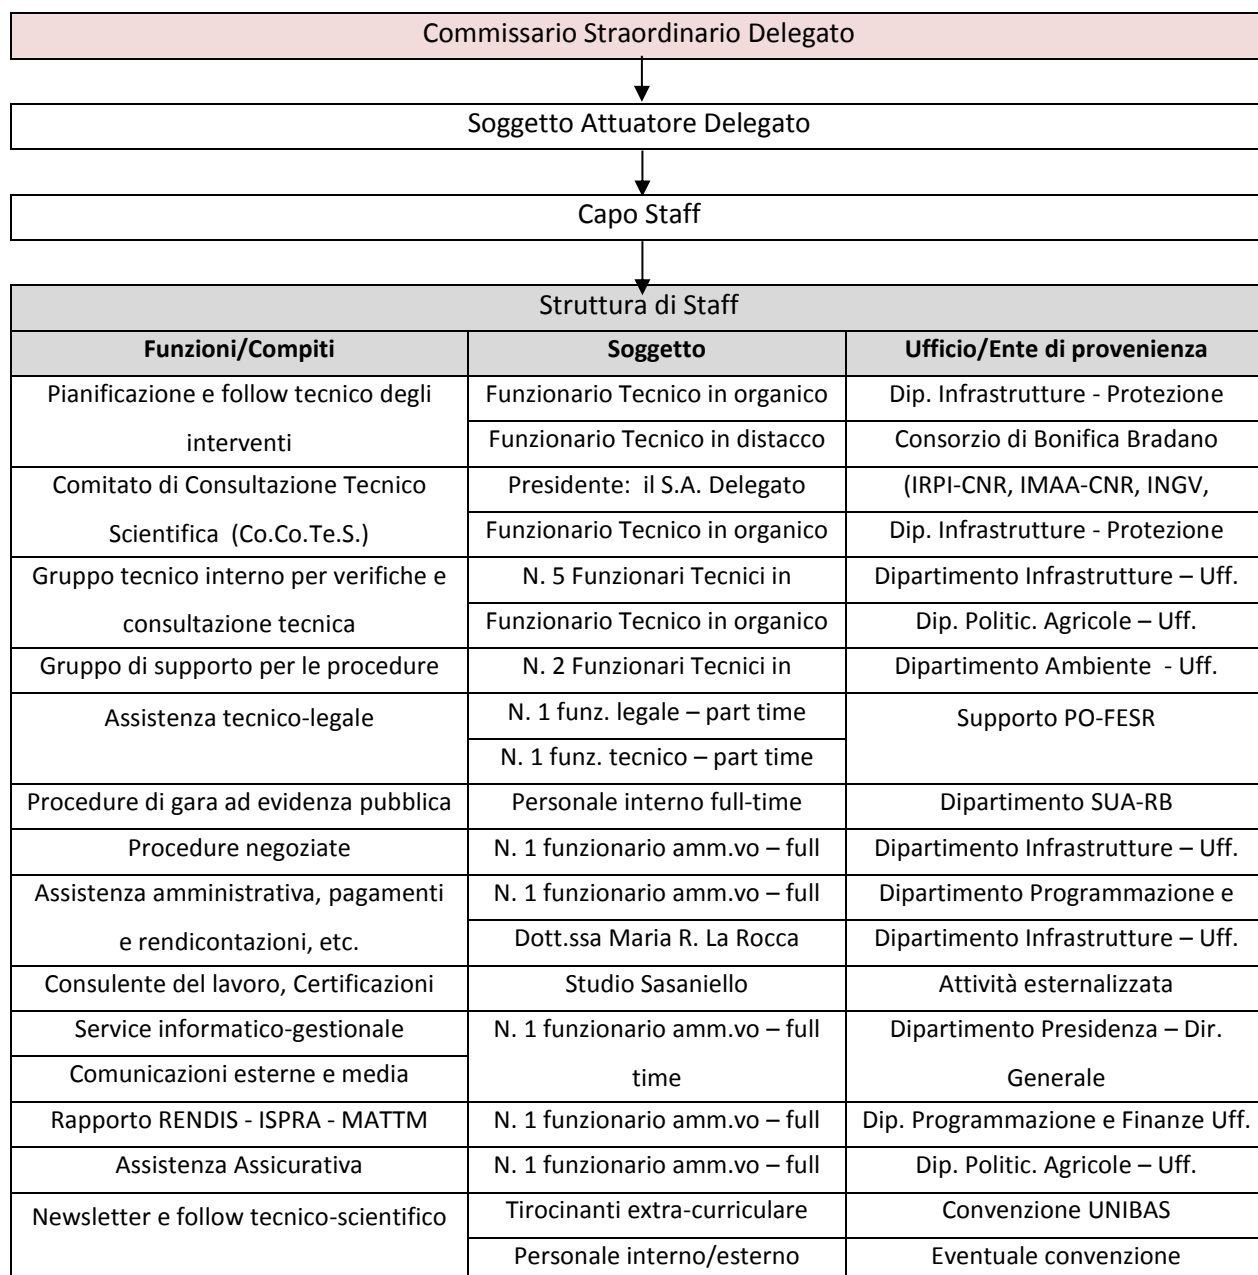 Commissario Straordinario Delegato
Soggetto Attuatore Delegato
Capo Staff
Struttura di Staff
Funzioni/Compiti Soggetto Ufficio/Ente di provenienza
Pianificazione e follow tecnico degli
interventi
Funzionario Tecnico in organico Dip. Infrastrutture - Protezione
Funzionario Tecnico in distacco Consorzio di Bonifica Bradano
Comitato di Consultazione Tecnico
Scientifica (Co.Co.Te.S.)
Presidente: il S.A. Delegato (IRPI-CNR, IMAA-CNR, INGV,
Funzionario Tecnico in organico Dip. Infrastrutture - Protezione
Gruppo tecnico interno per verifiche e
consultazione tecnica
N. 5 Funzionari Tecnici in Dipartimento Infrastrutture – Uff.
Funzionario Tecnico in organico Dip. Politic. Agricole – Uff.
Gruppo di supporto per le procedure N. 2 Funzionari Tecnici in Dipartimento Ambiente - Uff.
Assistenza tecnico-legale
N. 1 funz. legale – part time
N. 1 funz. tecnico – part time
Supporto PO-FESR
Procedure di gara ad evidenza pubblica Personale interno full-time Dipartimento SUA-RB
Procedure negoziate N. 1 funzionario amm.vo – full Dipartimento Infrastrutture – Uff.
Assistenza amministrativa, pagamenti
e rendicontazioni, etc.
N. 1 funzionario amm.vo – full Dipartimento Programmazione e
Dott.ssa Maria R. La Rocca Dipartimento Infrastrutture – Uff.
Consulente del lavoro, Certificazioni Studio Sasaniello Attività esternalizzata
Service informatico-gestionale
Comunicazioni esterne e media
N. 1 funzionario amm.vo – full
time
Dipartimento Presidenza – Dir.
Generale
Rapporto RENDIS - ISPRA - MATTM N. 1 funzionario amm.vo – full Dip. Programmazione e Finanze Uff.
Assistenza Assicurativa N. 1 funzionario amm.vo – full Dip. Politic. Agricole – Uff.
Newsletter e follow tecnico-scientifico
Tirocinanti extra-curriculare Convenzione UNIBAS
Personale interno/esterno Eventuale convenzione